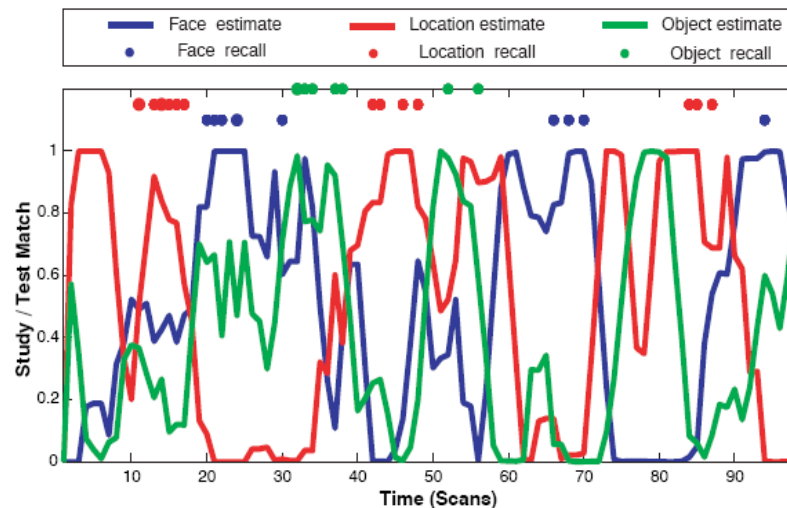 Face estimate Location estimate Object estimate
Face recall Location recall Object recall
1
0.8
0.6
0.4
0.2
0
Study / Test Match
10 20 30 40 50 60 70 80 90
Time (Scans)